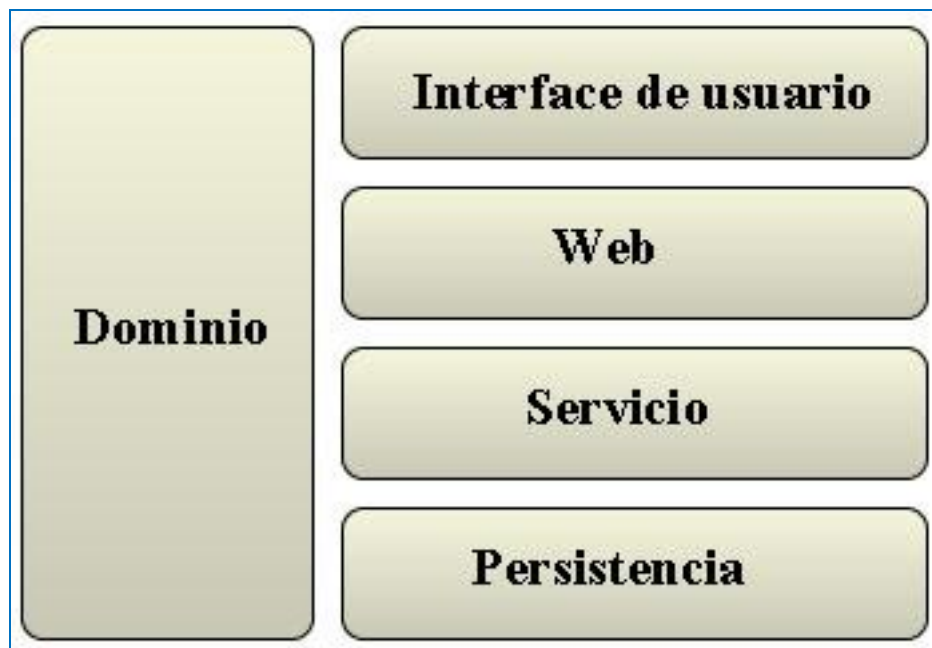 Dominio
Interface de usuario
Web
Servicio
Persistencia